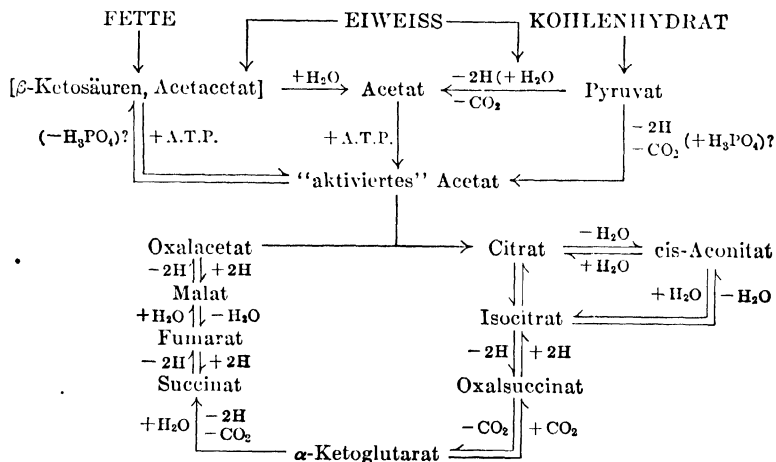 FETTE EIWEISS KOHLENHYDRAT
[β-Ketosäuren, Acetacetat] +H₂O Acetat −2H (+H₂O −CO₂ Pyruvat
(−H₃PO₄)? +A.T.P. +A.T.P. −2H −CO₂ (+H₃PO₄)?
"aktiviertes" Acetat
Oxalacetat Citrat −H₂O +H₂O cis-Aconitat
−2H +2H
Malat +H₂O −H₂O
+H₂O −H₂O Isocitrat
Fumarat
−2H +2H −2H +2H
Succinat Oxalsuccinat
+H₂O −2H −CO₂ −CO₂ +CO₂
α-Ketoglutarat